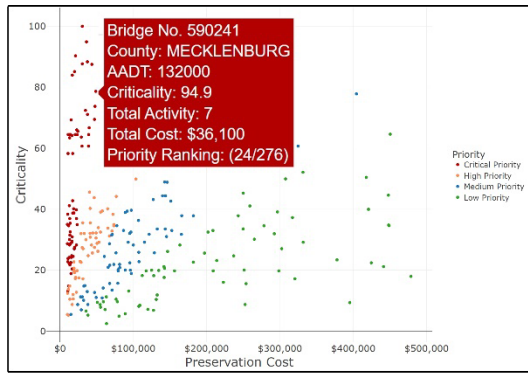 Bridge No. 590241
County: MECKLENBURG
AADT: 132000
Criticality: 94.9
Total Activity: 7
Total Cost: $36,100
Priority Ranking: (24/276)
100
80
60
40
20
0
Criticality
$0 $100,000 $200,000 $300,000 $400,000 $500,000
Preservation Cost
Priority
Critical Priority
High Priority
Medium Priority
Low Priority